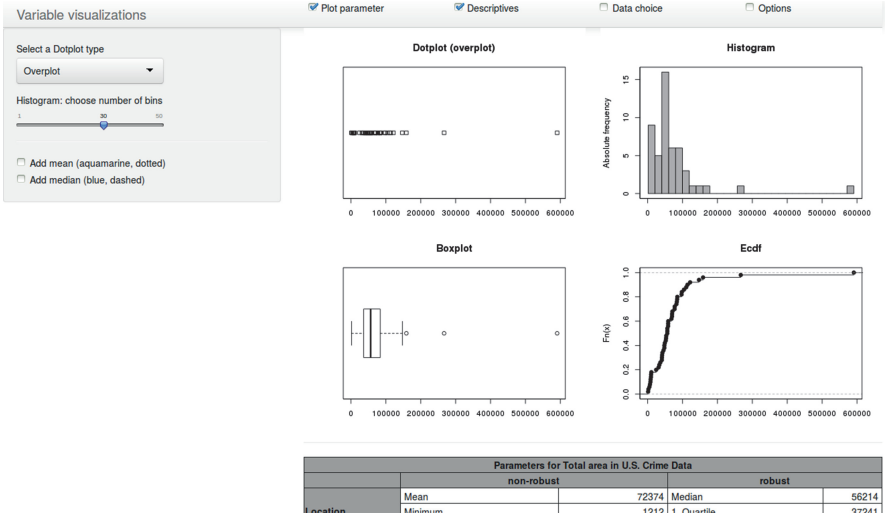 Variable visualizations
Plot parameter Descriptives Data choice Options
Select a Dotplot type
Overplot
Histogram: choose number of bins
1 30 50
Add mean (aquamarine, dotted)
Add median (blue, dashed)
Dotplot (overplot)
0 100000 200000 300000 400000 500000 600000
Histogram
Absolute frequency
15
10
5
0
0 100000 200000 300000 400000 500000 600000
Boxplot
0 100000 200000 300000 400000 500000 600000
Ecdf
Fn(x)
1.0
0.8
0.6
0.4
0.2
0.0
0 100000 200000 300000 400000 500000 600000
Parameters for Total area in U.S. Crime Data
non-robust robust
Mean 72374 Median 56214
Location Minimum 1212 1. Quartile 37241